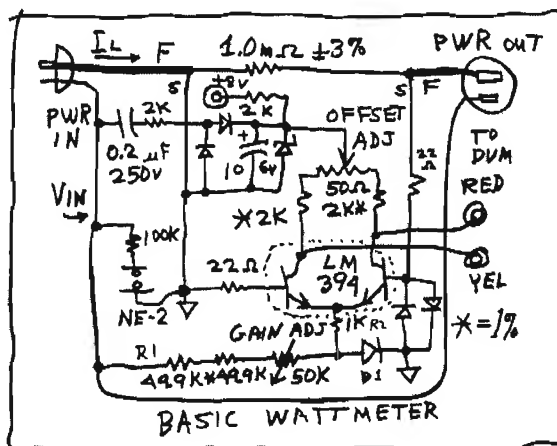 I_L F 1.0mΩ ±3% PWR OUT
S +8V S F
PWR IN 2K 2K OFFSET ADJ
0.2 μF 250V + 10 6V 22Ω TO DVM
VIN 50Ω RED
*2K 2K*
100K LM 394 YEL
22Ω
NE-2 1K R2 *=1%
GAIN ADJ
R1 499K*499K 50K D1
BASIC WATTMETER